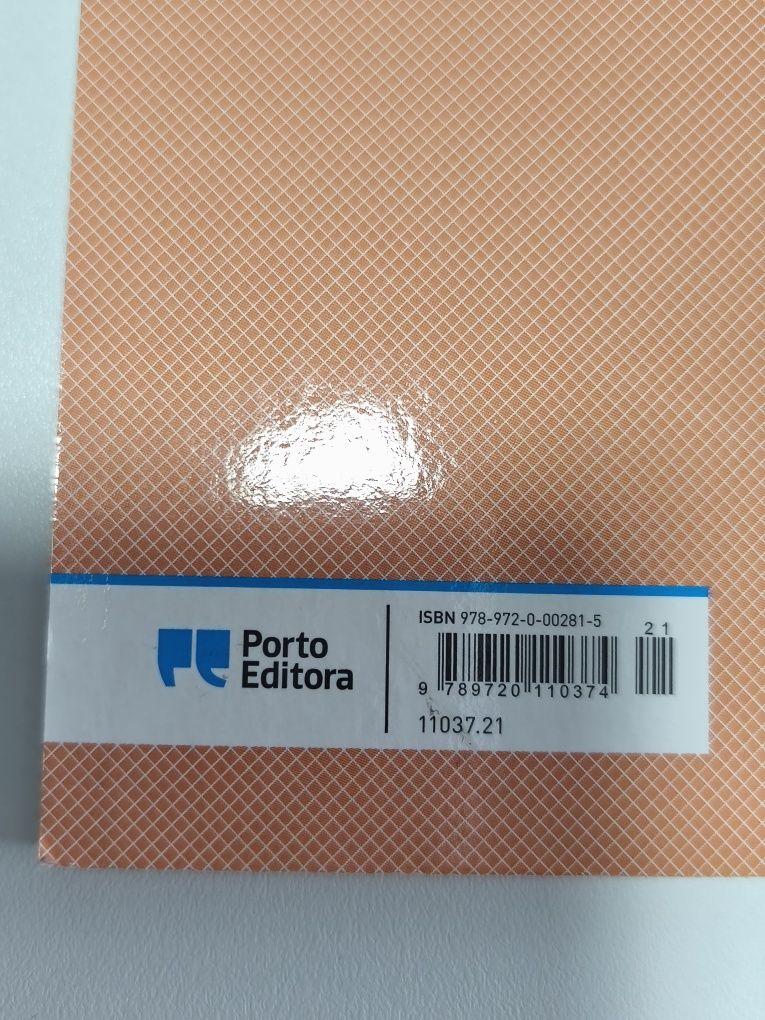 Porto
Editora
ISBN 978-972-0-00281-5
21
9 789720 110374
11037.21